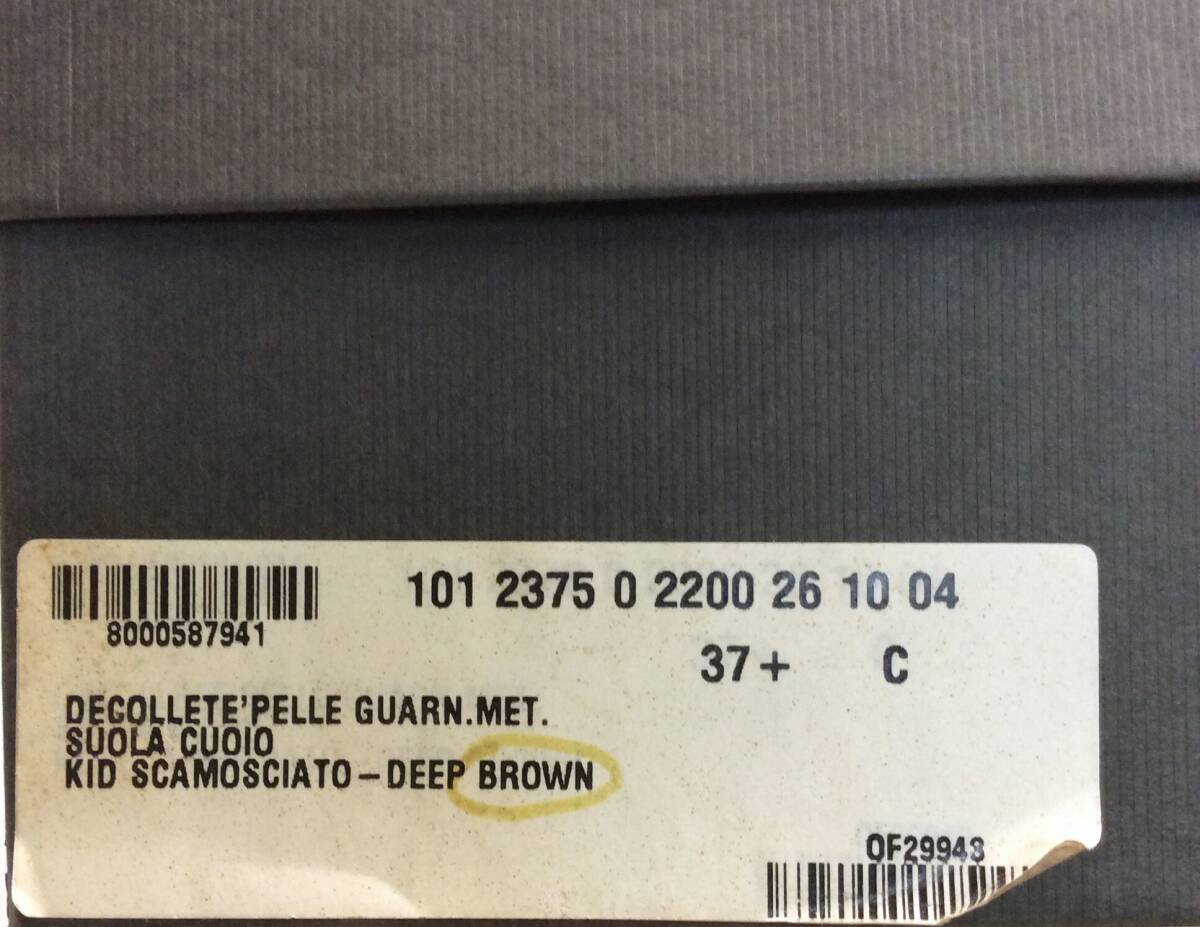 101 2375 0 2200 26 10 04
8000587941
37+ C
DECOLLETE'PELLE GUARN.MET.
SUOLA CUOIO
KID SCAMOSCIATO-DEEP BROWN
OF29943